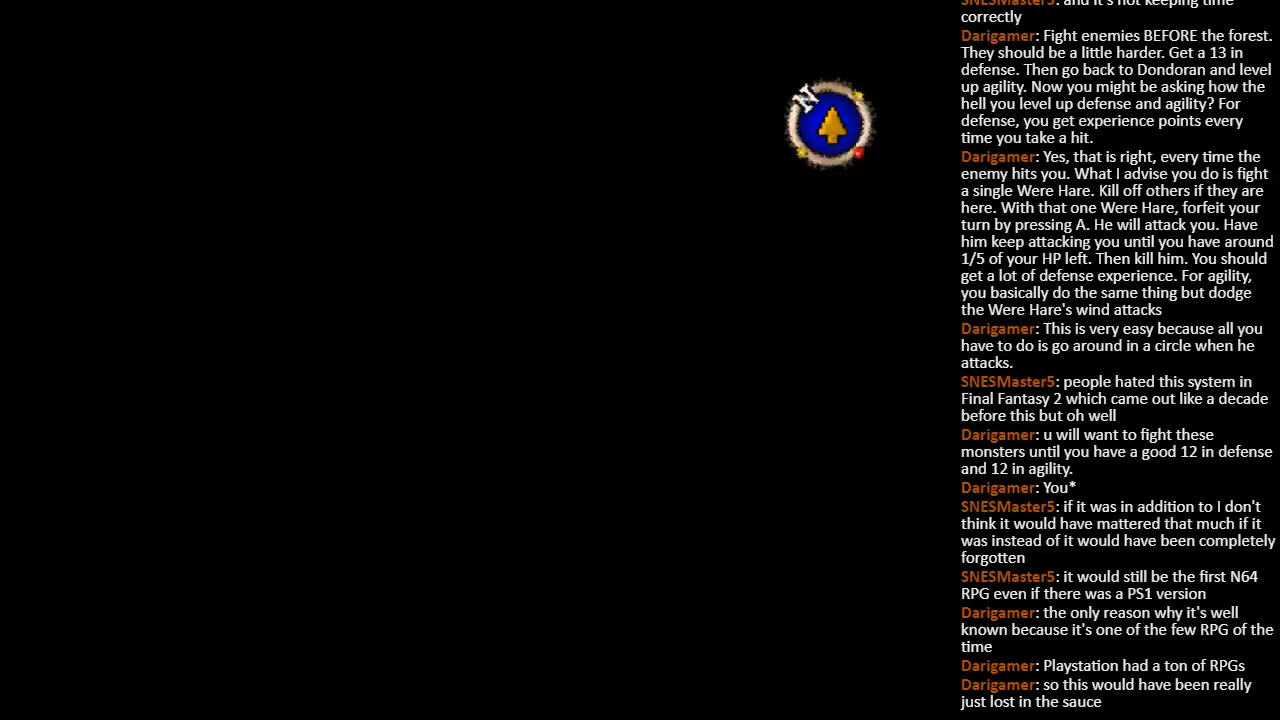 SNESMaster5: and it's not keeping time
correctly
N
Darigamer: Fight enemies BEFORE the forest.
They should be a little harder. Get a 13 in
defense. Then go back to Dondoran and level
up agility. Now you might be asking how the
hell you level up defense and agility? For
defense, you get experience points every
time you take a hit.
Darigamer: Yes, that is right, every time the
enemy hits you. What I advise you do is fight
a single Were Hare. Kill off others if they are
here. With that one Were Hare, forfeit your
turn by pressing A. He will attack you. Have
him keep attacking you until you have around
1/5 of your HP left. Then kill him. You should
get a lot of defense experience. For agility,
you basically do the same thing but dodge
the Were Hare's wind attacks
Darigamer: This is very easy because all you
have to do is go around in a circle when he
attacks.
SNESMaster5: people hated this system in
Final Fantasy 2 which came out like a decade
before this but oh well
Darigamer: u will want to fight these
monsters until you have a good 12 in defense
and 12 in agility.
Darigamer: You*
SNESMaster5: if it was in addition to I don't
think it would have mattered that much if it
was instead of it would have been completely
forgotten
SNESMaster5: it would still be the first N64
RPG even if there was a PS1 version
Darigamer: the only reason why it's well
known because it's one of the few RPG of the
time
Darigamer: Playstation had a ton of RPGs
Darigamer: so this would have been really
just lost in the sauce